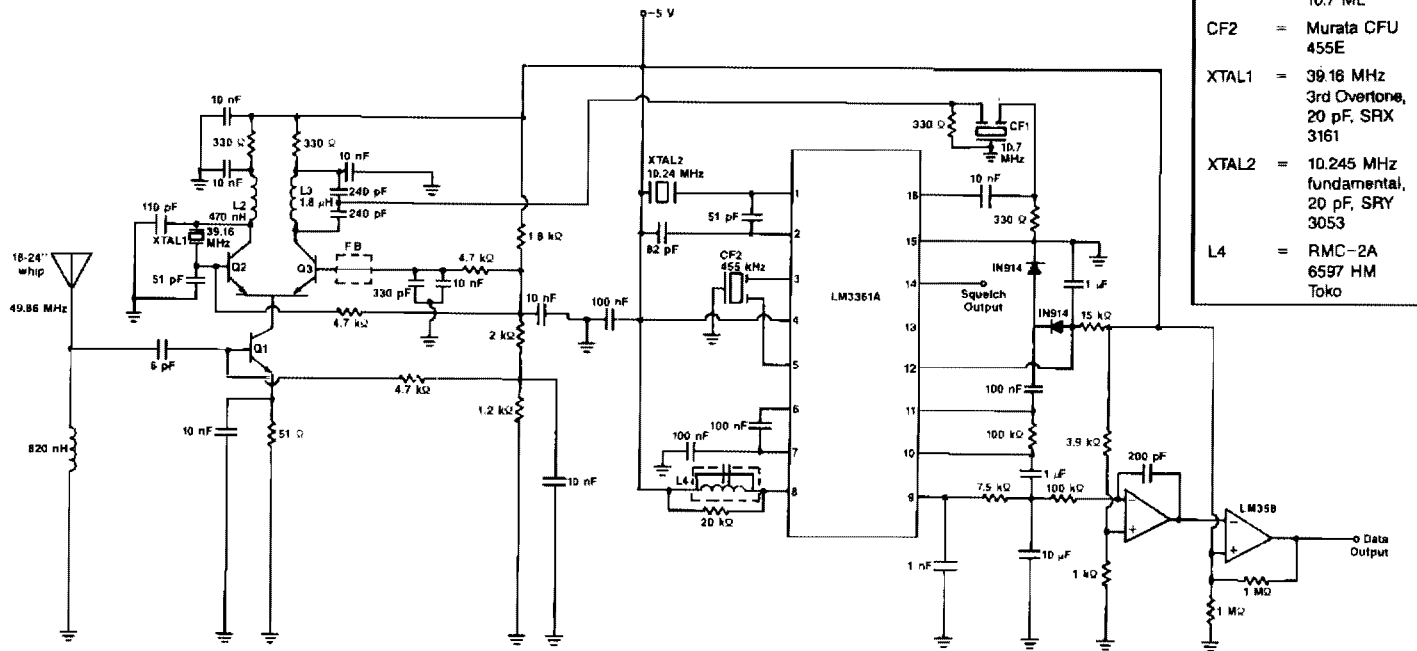 –5 V
10.7 ML
CF2 = Murata CFU
455E
XTAL1 = 39.16 MHz
3rd Overtone,
20 pF, SRX
3161
XTAL2 = 10.245 MHz
fundamental,
20 pF, SRY
3053
L4 = RMC–2A
6597 HM
Toko
10 nF
330 Ω
330 Ω
10 nF
10 nF
L2
470 nH
L3
1.8 μH
240 pF
240 pF
110 pF
XTAL1
39.16
MHz
51 pF
Q2
Q3
FB
330 pF
10 nF
4.7 kΩ
1.8 kΩ
18-24"
whip
49.86 MHz
6 pF
Q1
4.7 kΩ
4.7 kΩ
2 kΩ
1.2 kΩ
10 nF
100 nF
820 nH
10 nF
51 Ω
10 nF
XTAL2
10.24 MHz
51 pF
82 pF
CF2
455 kHz
100 nF
100 nF
L4
20 kΩ
LM3361A
1
2
3
4
5
6
7
8
16
15
14
13
12
11
10
9
330 Ω
CF1
10.7
MHz
10 nF
330 Ω
IN914
1 μF
Squelch
Output
IN914
15 kΩ
100 nF
100 kΩ
1 μF
7.5 kΩ
100 kΩ
3.9 kΩ
200 pF
LM358
Data
Output
1 nF
10 μF
1 kΩ
1 MΩ
1 MΩ